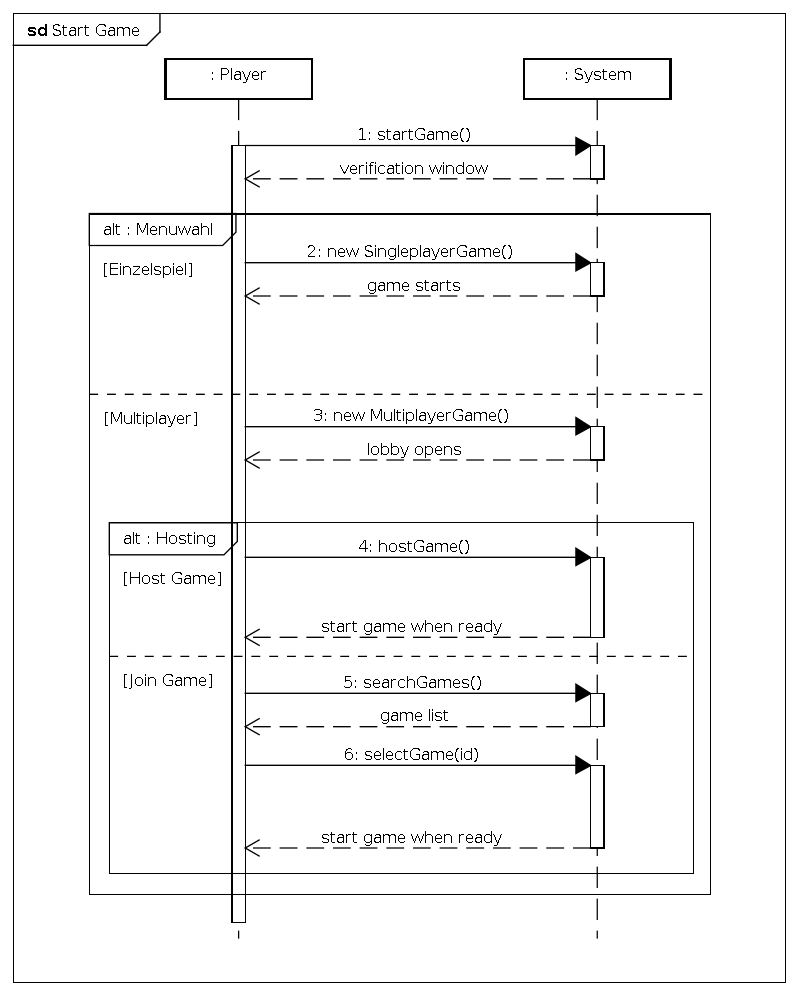 sd Start Game
: Player
: System
1: startGame()
verification window
alt : Menuwahl
2: new SingleplayerGame()
[Einzelspiel]
game starts
[Multiplayer]
3: new MultiplayerGame()
lobby opens
alt : Hosting
4: hostGame()
[Host Game]
start game when ready
[Join Game]
5: searchGames()
game list
6: selectGame(id)
start game when ready